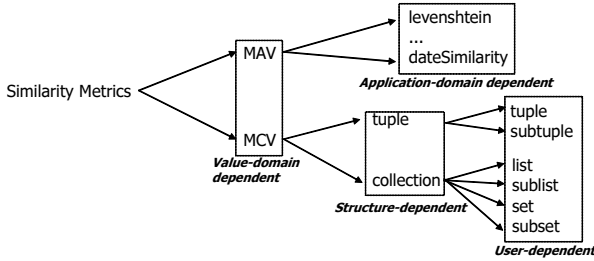 Similarity Metrics
MAV
MCV
Value-domain
dependent
levenshtein
...
dateSimilarity
Application-domain dependent
tuple
collection
Structure-dependent
tuple
subtuple
list
sublist
set
subset
User-dependent